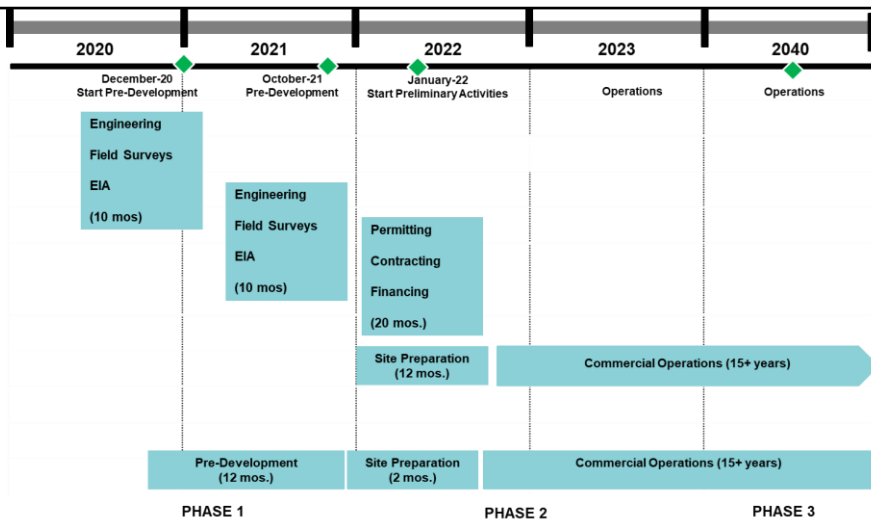 2020
2021
2022
2023
2040
December-20
Start Pre-Development
October-21
Pre-Development
January-22
Start Preliminary Activities
Operations
Operations
Engineering
Field Surveys
EIA
(10 mos)
Engineering
Field Surveys
EIA
(10 mos)
Permitting
Contracting
Financing
(20 mos.)
Site Preparation
(12 mos.)
Commercial Operations (15+ years)
Pre-Development
(12 mos.)
Site Preparation
(2 mos.)
Commercial Operations (15+ years)
PHASE 1
PHASE 2
PHASE 3